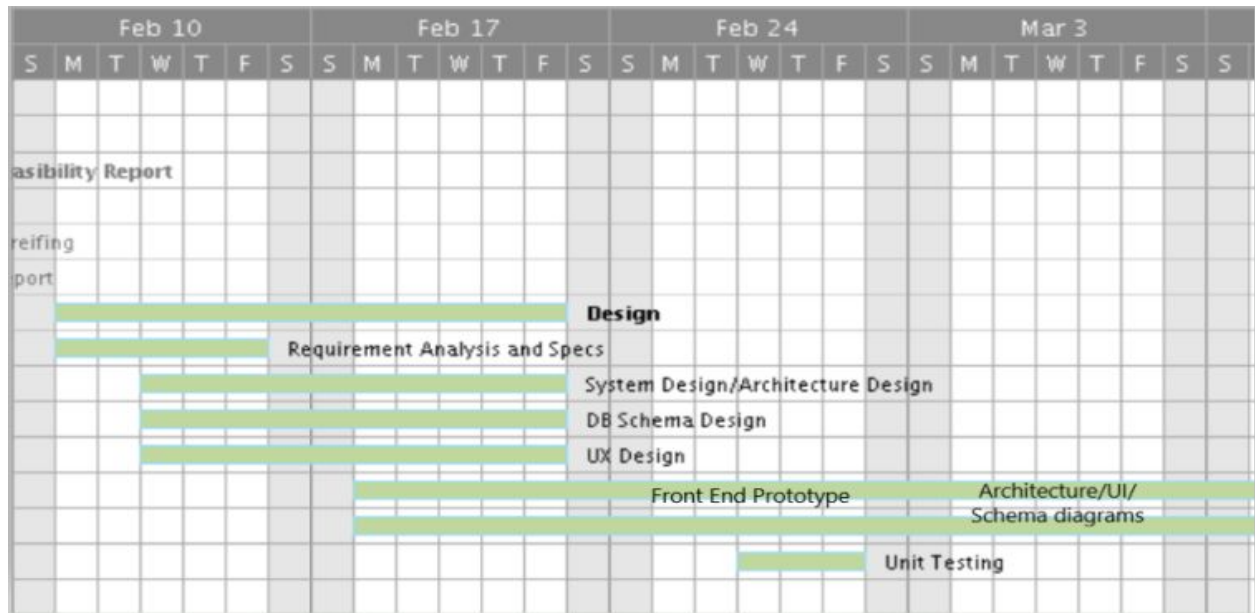 Feb 10 Feb 17 Feb 24 Mar 3
S M T W T F S S M T W T F S S M T W T F S S M T W T F S S
asibility Report
reifing
port
Design
Requirement Analysis and Specs
System Design/Architecture Design
DB Schema Design
UX Design
Front End Prototype Architecture/UI/
Schema diagrams
Unit Testing